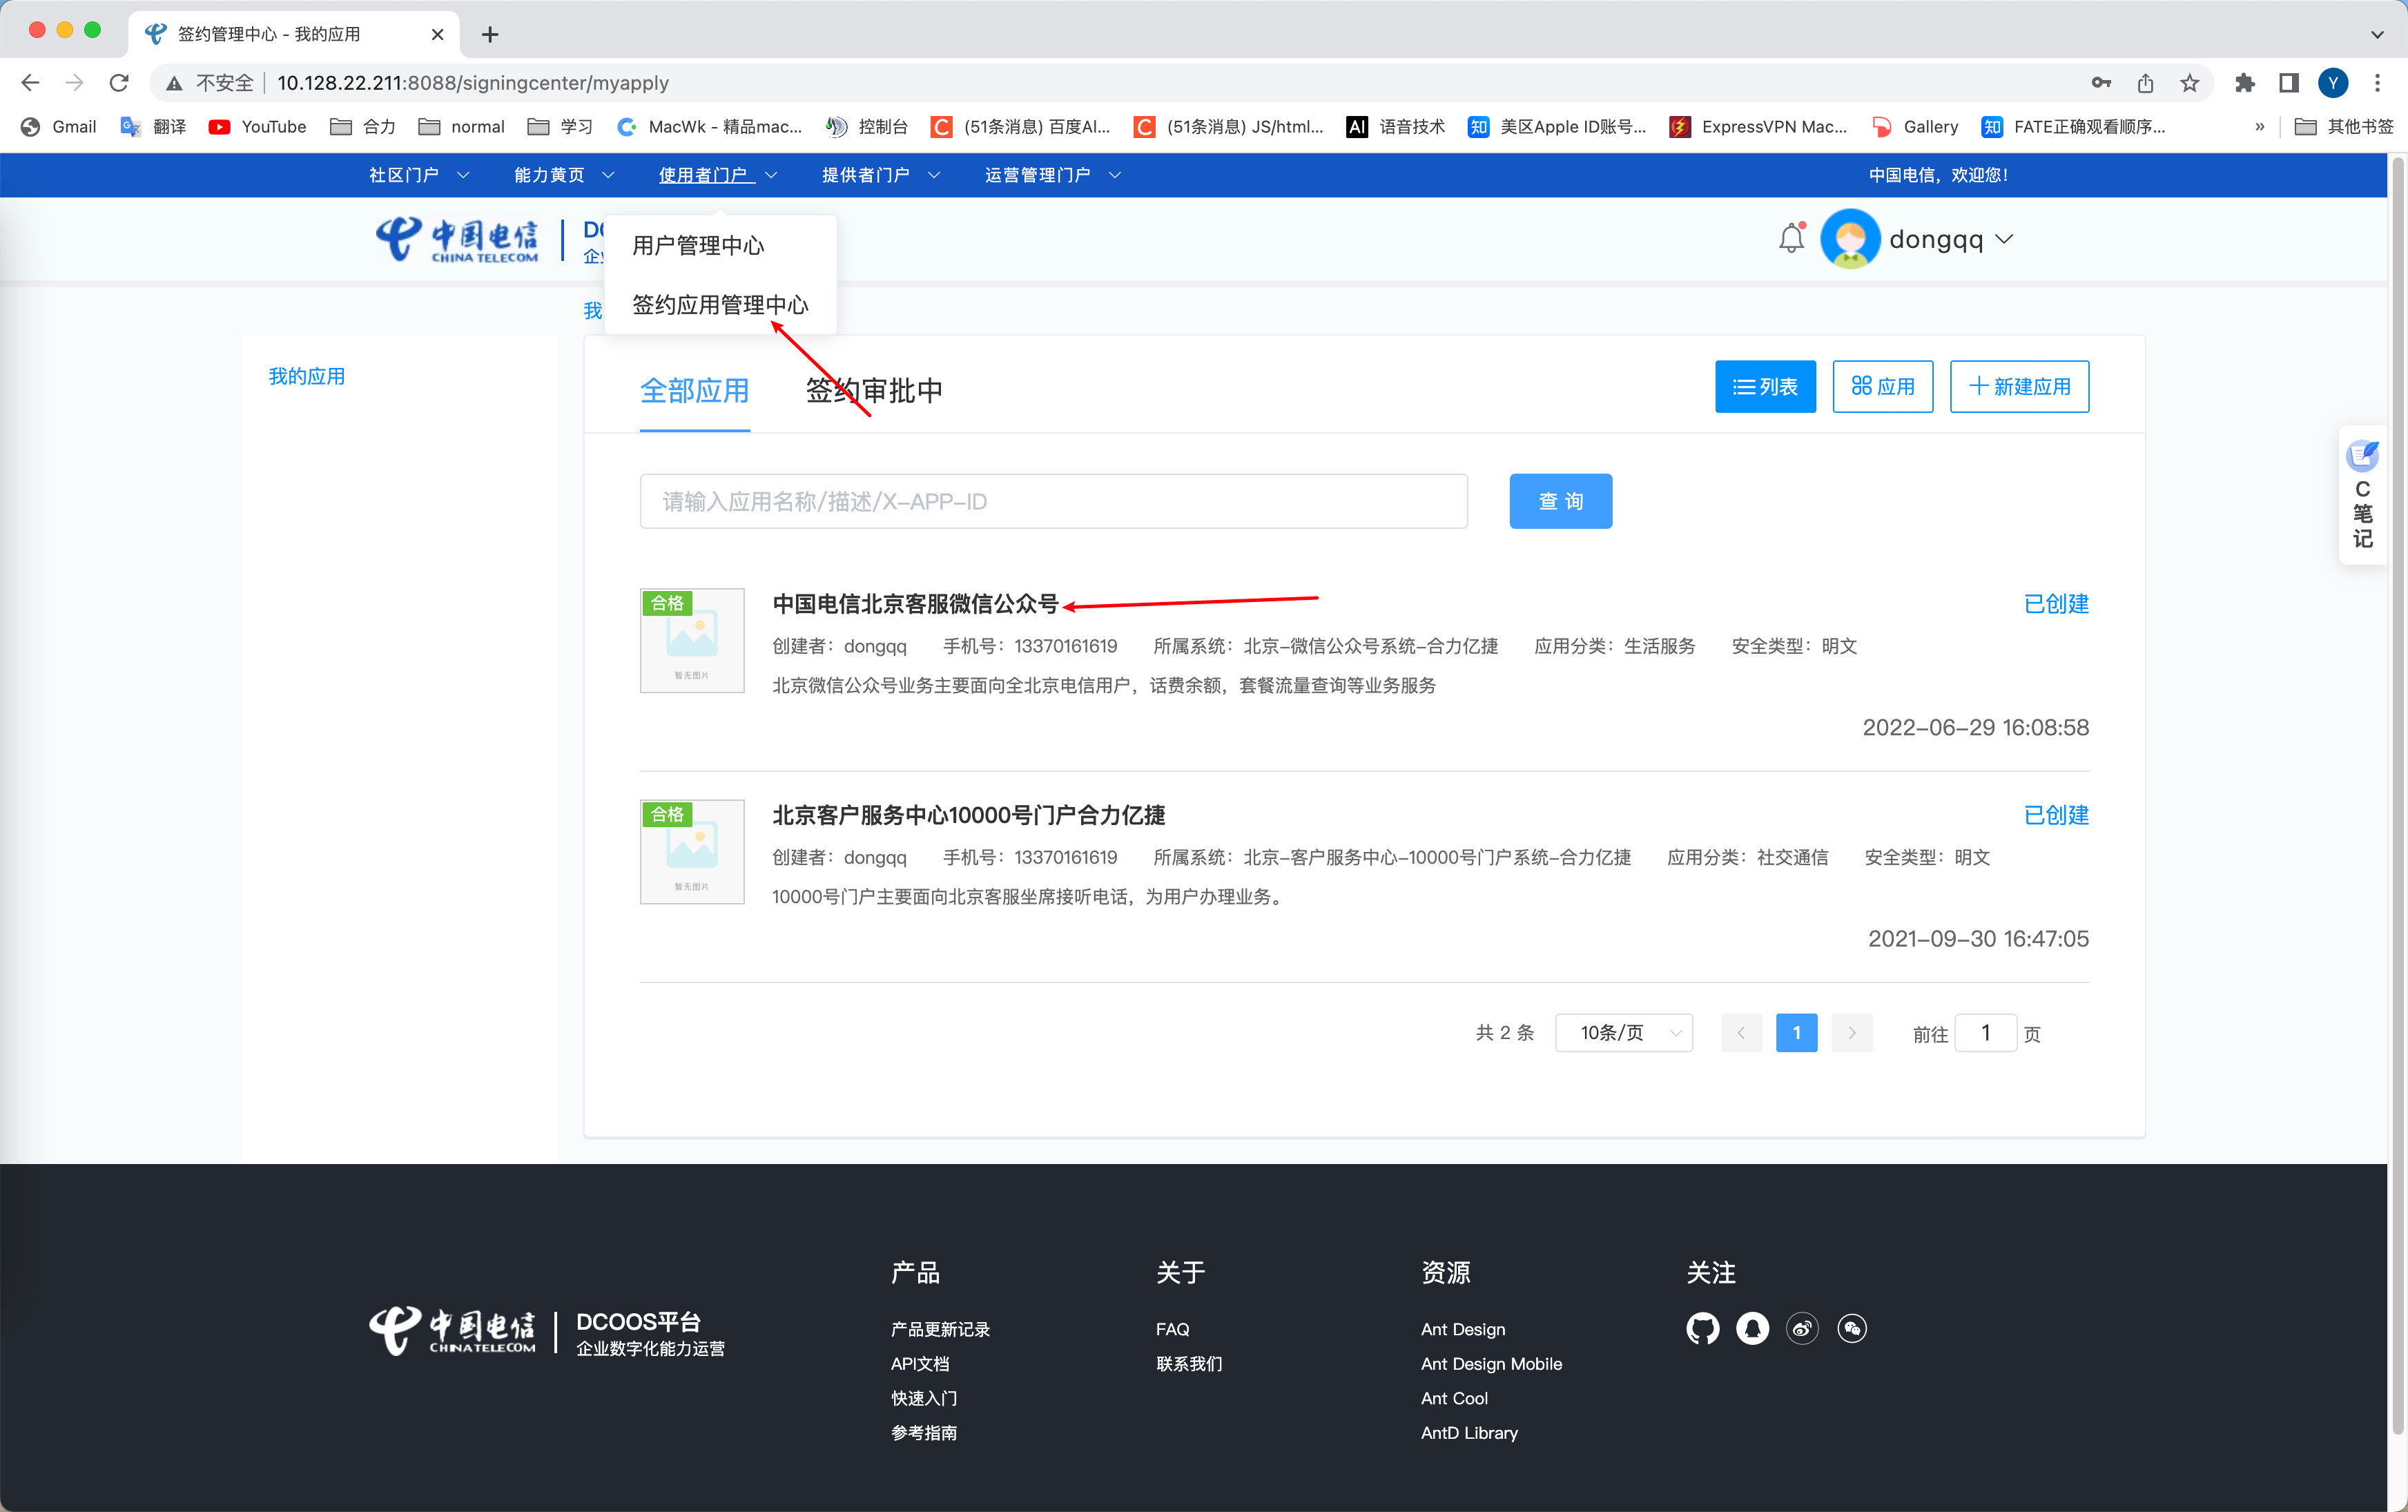 签约管理中心 - 我的应用
不安全 10.128.22.211:8088/signingcenter/myapply
Y
Gmail 翻译 YouTube 合力 normal 学习 MacWk - 精品mac... 控制台 (51条消息) 百度AI... (51条消息) JS/html... 语音技术 美区Apple ID账号... ExpressVPN Mac... Gallery FATE正确观看顺序... » 其他书签
社区门户 能力黄页 使用者门户 提供者门户 运营管理门户 中国电信，欢迎您！
中国电信
CHINA TELECOM
用户管理中心
dongqq
签约应用管理中心
我
我的应用
全部应用 签约审批中 列表 应用 新建应用
请输入应用名称/描述/X-APP-ID 查 询
C
笔
记
合格 中国电信北京客服微信公众号 已创建
创建者：dongqq 手机号：13370161619 所属系统：北京-微信公众号系统-合力亿捷 应用分类：生活服务 安全类型：明文
暂无图片
北京微信公众号业务主要面向全北京电信用户，话费余额，套餐流量查询等业务服务
2022-06-29 16:08:58
合格 北京客户服务中心10000号门户合力亿捷 已创建
创建者：dongqq 手机号：13370161619 所属系统：北京-客户服务中心-10000号门户系统-合力亿捷 应用分类：社交通信 安全类型：明文
暂无图片
10000号门户主要面向北京客服坐席接听电话，为用户办理业务。
2021-09-30 16:47:05
共 2 条 10条/页 1 前往 1 页
中国电信
CHINA TELECOM
DCOOS平台
企业数字化能力运营
产品
产品更新记录
API文档
快速入门
参考指南
关于
FAQ
联系我们
资源
Ant Design
Ant Design Mobile
Ant Cool
AntD Library
关注